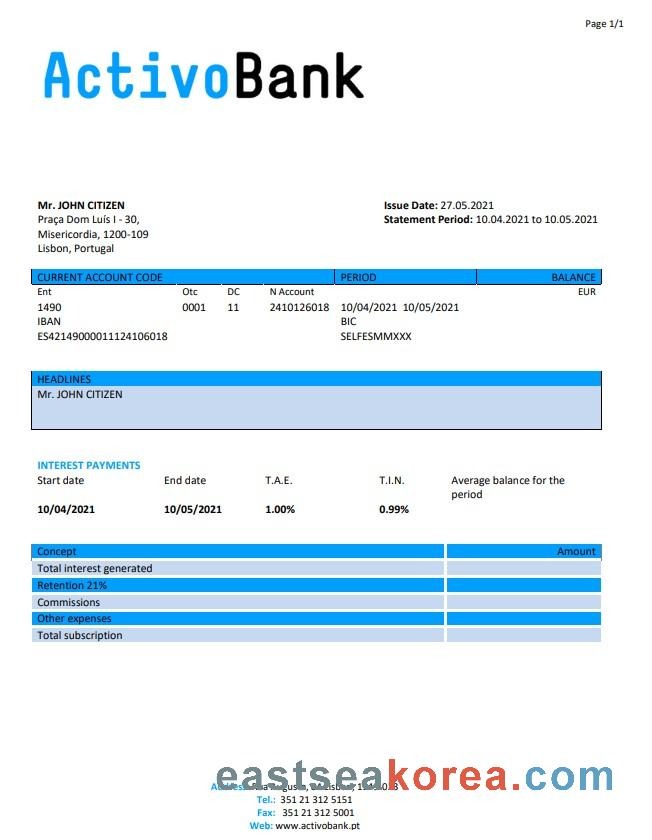 Page 1/1
ActivoBank
Mr. JOHN CITIZEN
Praça Dom Luís I - 30,
Misericordia, 1200-109
Lisbon, Portugal
Issue Date: 27.05.2021
Statement Period: 10.04.2021 to 10.05.2021
CURRENT ACCOUNT CODE PERIOD BALANCE
Ent Otc DC N Account EUR
1490 0001 11 2410126018 10/04/2021 10/05/2021
IBAN BIC
ES42149000011124106018 SELFESMMXXX
HEADLINES
Mr. JOHN CITIZEN
INTEREST PAYMENTS
Start date End date T.A.E. T.I.N. Average balance for the
period
10/04/2021 10/05/2021 1.00% 0.99%
Concept Amount
Total interest generated
Retention 21%
Commissions
Other expenses
Total subscription
eastseakorea.com
Tel.: 351 21 312 5151
Fax: 351 21 312 5001
Web: www.activobank.pt